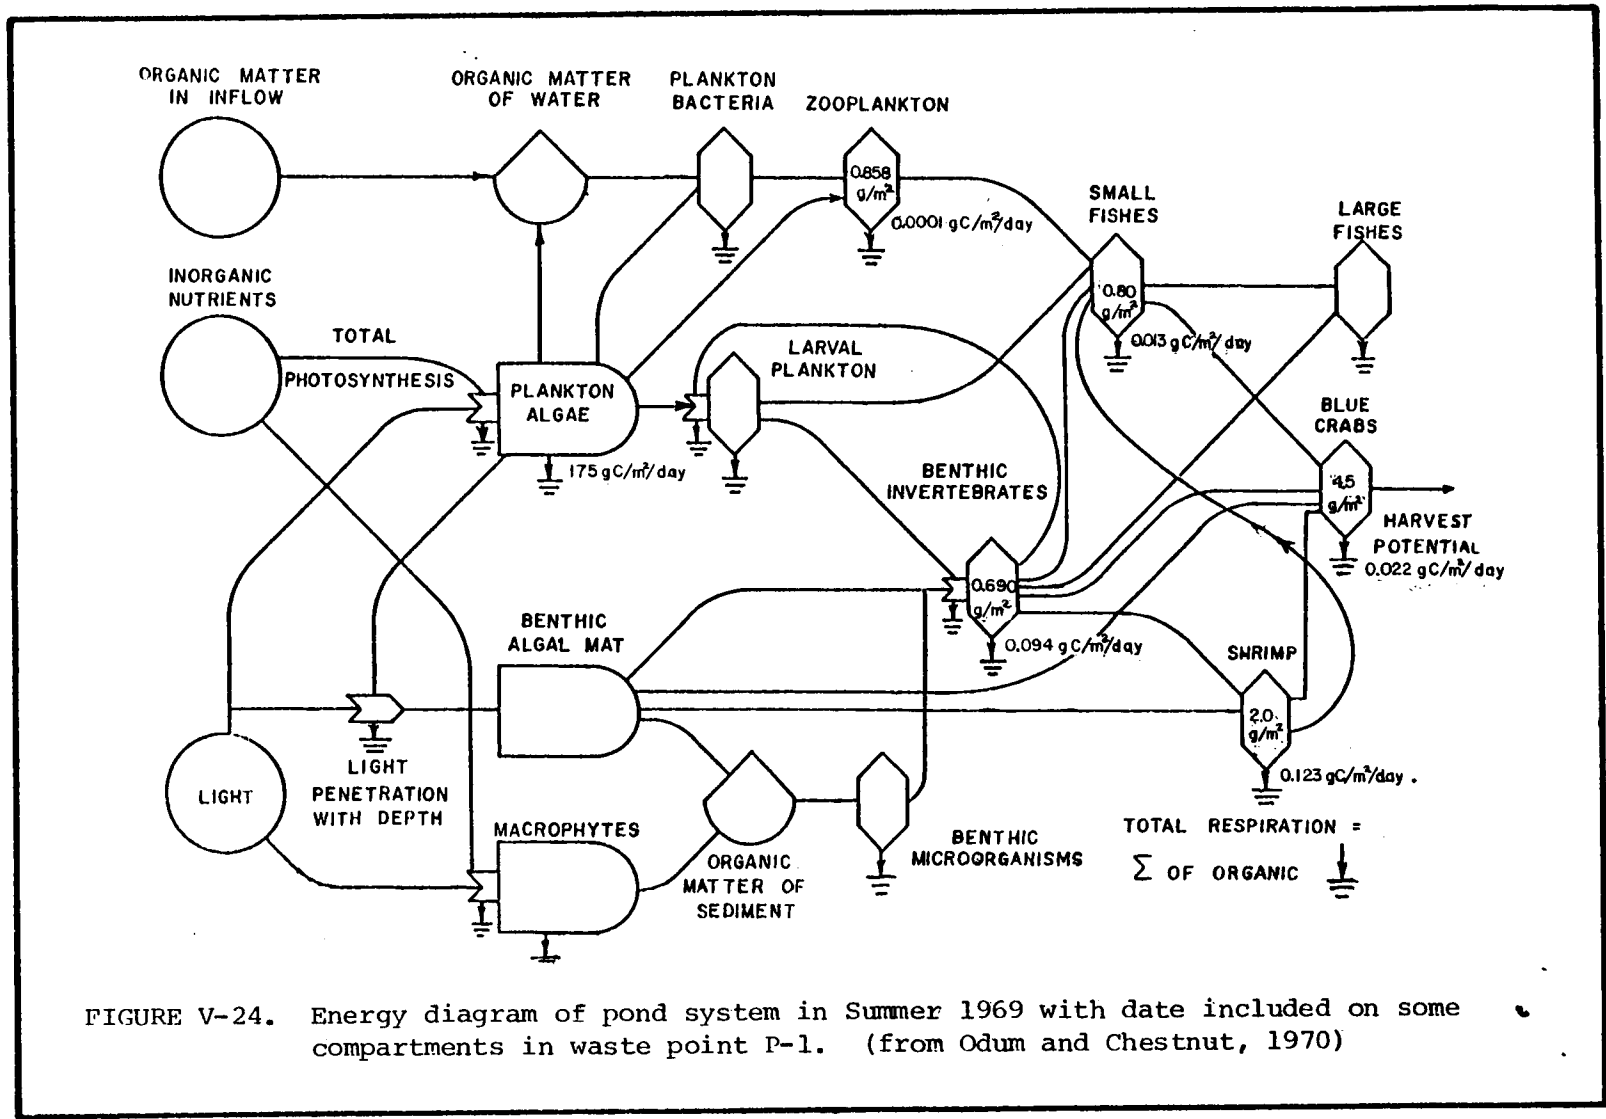 ORGANIC MATTER
IN INFLOW
ORGANIC MATTER
OF WATER
PLANKTON
BACTERIA
ZOOPLANKTON
0.858
g/m²
0.0001 gC/m²/day
SMALL
FISHES
0.80
g/m²
0.013 gC/m²/day
LARGE
FISHES
INORGANIC
NUTRIENTS
TOTAL
PHOTOSYNTHESIS
PLANKTON
ALGAE
175 gC/m²/day
LARVAL
PLANKTON
BLUE
CRABS
4.5
g/m²
HARVEST
POTENTIAL
0.022 gC/m²/day
BENTHIC
INVERTEBRATES
0.690
g/m²
0.094 gC/m²/day
BENTHIC
ALGAL MAT
SHRIMP
2.0
g/m²
0.123 gC/m²/day.
LIGHT
LIGHT
PENETRATION
WITH DEPTH
MACROPHYTES
ORGANIC
MATTER OF
SEDIMENT
BENTHIC
MICROORGANISMS
TOTAL RESPIRATION =
Σ OF ORGANIC
FIGURE V-24. Energy diagram of pond system in Summer 1969 with date included on some
compartments in waste point P-1. (from Odum and Chestnut, 1970)